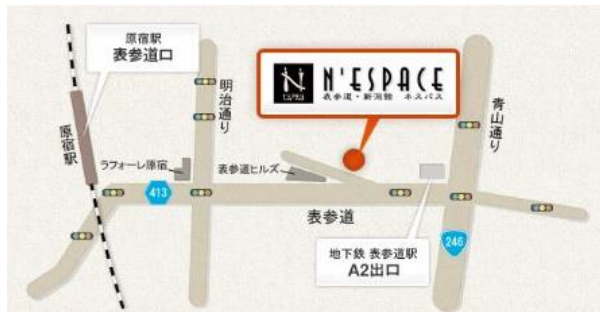 原宿駅
表参道口
原宿駅
明治通り
N'ESPACE
表参道・新潟館 ネスパス
青山通り
ラフォーレ原宿
表参道ヒルズ
413
表参道
地下鉄 表参道駅
A2出口
246